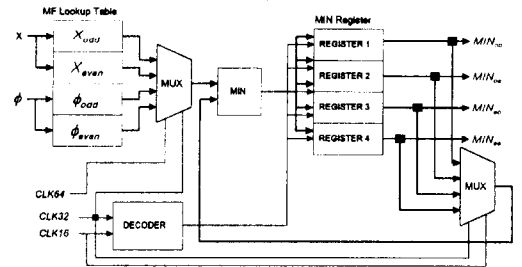 MF Lookup Table
MIN Register
X
X_odd
X_even
ϕ
ϕ_odd
ϕ_even
MUX
MIN
REGISTER 1
REGISTER 2
REGISTER 3
REGISTER 4
MIN_oo
MIN_oe
MIN_eo
MIN_ee
MUX
CLK64
CLK32
CLK16
DECODER